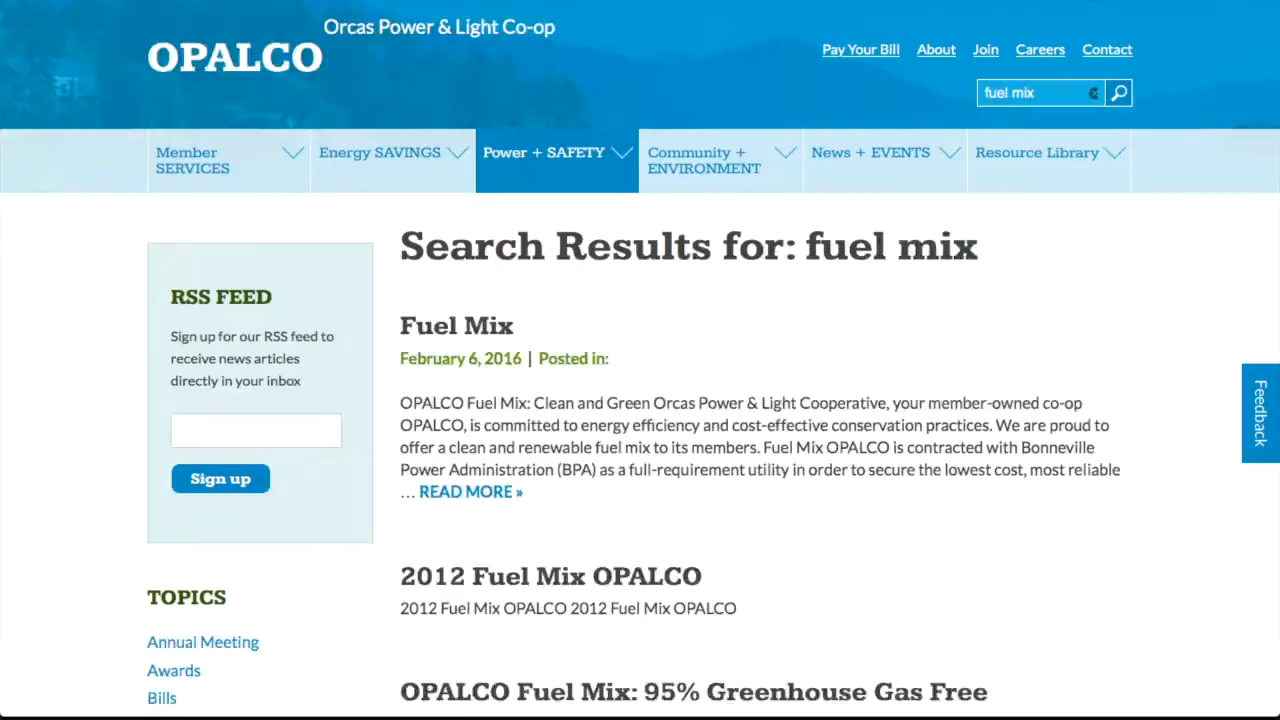 Orcas Power & Light Co-op
OPALCO
Pay Your Bill About Join Careers Contact
fuel mix
Member SERVICES
Energy SAVINGS
Power + SAFETY
Community + ENVIRONMENT
News + EVENTS
Resource Library
Search Results for: fuel mix
RSS FEED
Sign up for our RSS feed to
receive news articles
directly in your inbox
Sign up
TOPICS
Annual Meeting
Awards
Bills
Fuel Mix
February 6, 2016 | Posted in:
OPALCO Fuel Mix: Clean and Green Orcas Power & Light Cooperative, your member-owned co-op
OPALCO, is committed to energy efficiency and cost-effective conservation practices. We are proud to
offer a clean and renewable fuel mix to its members. Fuel Mix OPALCO is contracted with Bonneville
Power Administration (BPA) as a full-requirement utility in order to secure the lowest cost, most reliable
… READ MORE »
2012 Fuel Mix OPALCO
2012 Fuel Mix OPALCO 2012 Fuel Mix OPALCO
OPALCO Fuel Mix: 95% Greenhouse Gas Free
Feedback